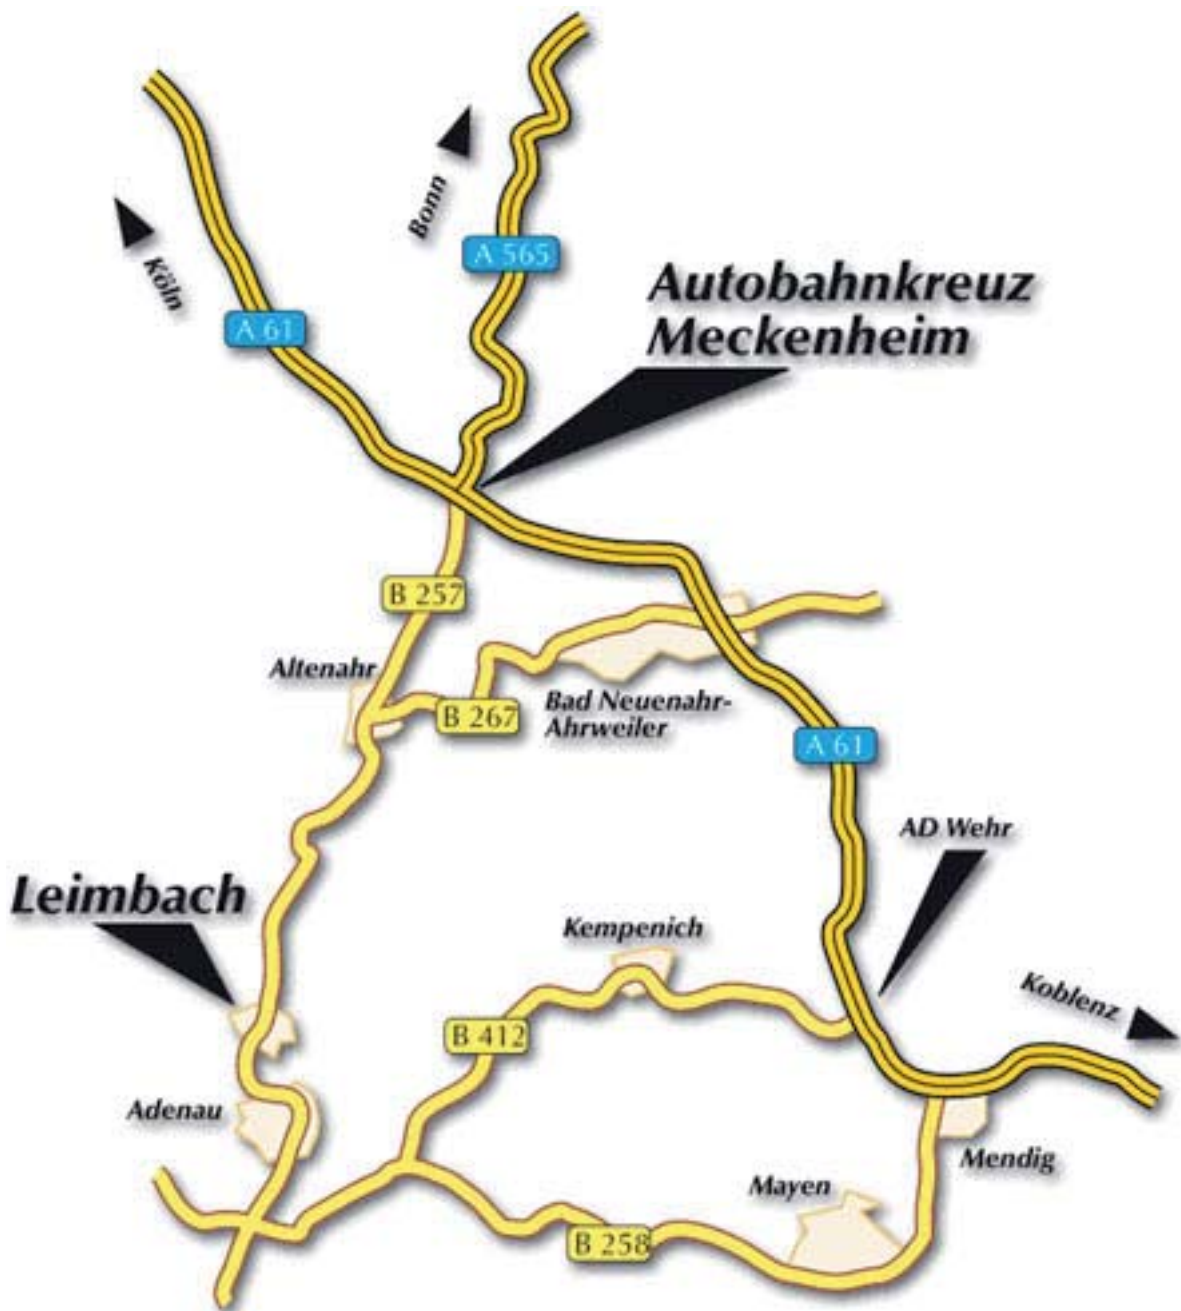 Bonn
A 565
Köln
A 61
Autobahnkreuz
Meckenheim
B 257
Altenahr
B 267
Bad Neuenahr-
Ahrweiler
A 61
AD Wehr
Leimbach
Kempenich
Koblenz
B 412
Adenau
Mendig
Mayen
B 258